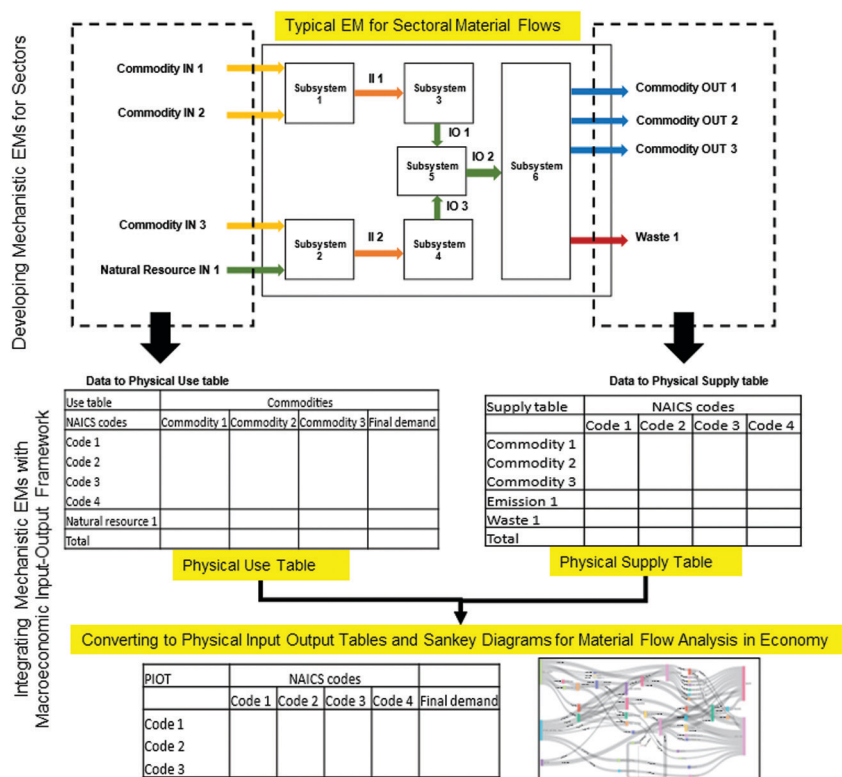 Typical EM for Sectoral Material Flows
Developing Mechanistic EMs for Sectors
Commodity IN 1
Commodity IN 2
Commodity IN 3
Natural Resource IN 1
Subsystem
1
II 1
Subsystem
3
IO 1
Subsystem
5
IO 2
IO 3
Subsystem
2
II 2
Subsystem
4
Subsystem
6
Commodity OUT 1
Commodity OUT 2
Commodity OUT 3
Waste 1
Integrating Mechanistic EMs with
Macroeconomic Input-Output Framework
Data to Physical Use table
Use table Commodities
NAICS codes Commodity 1 Commodity 2 Commodity 3 Final demand
Code 1
Code 2
Code 3
Code 4
Natural resource 1
Total
Physical Use Table
Data to Physical Supply table
Supply table NAICS codes
Code 1 Code 2 Code 3 Code 4
Commodity 1
Commodity 2
Commodity 3
Emission 1
Waste 1
Total
Physical Supply Table
Converting to Physical Input Output Tables and Sankey Diagrams for Material Flow Analysis in Economy
PIOT NAICS codes
Code 1 Code 2 Code 3 Code 4 Final demand
Code 1
Code 2
Code 3